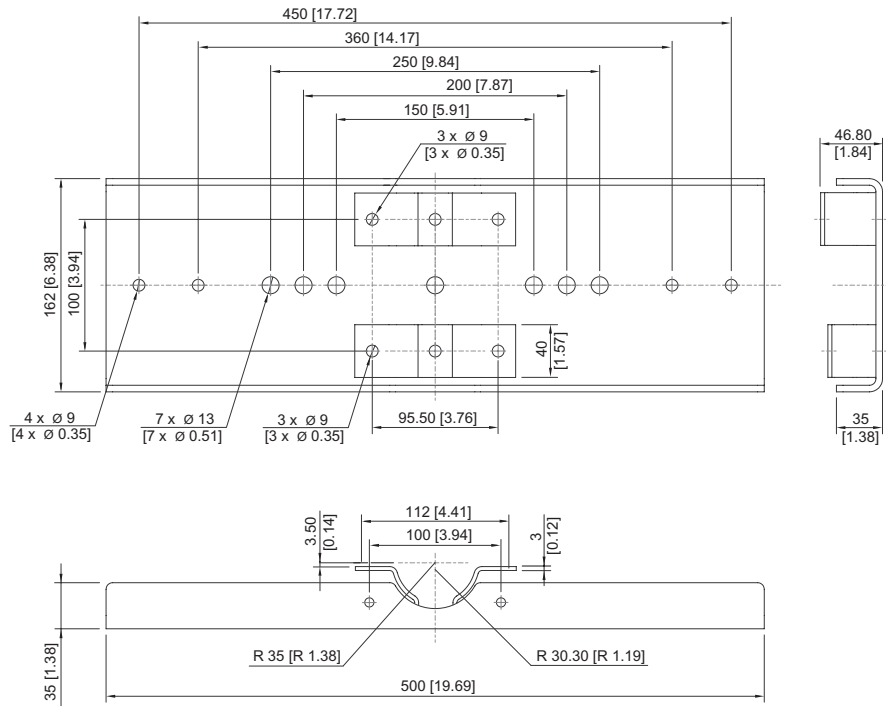 450 [17.72]
360 [14.17]
250 [9.84]
200 [7.87]
150 [5.91]
3 x Ø 9
[3 x Ø 0.35]
46.80
[1.84]
162 [6.38]
100 [3.94]
40
[1.57]
4 x Ø 9
[4 x Ø 0.35]
7 x Ø 13
[7 x Ø 0.51]
3 x Ø 9
[3 x Ø 0.35]
95.50 [3.76]
35
[1.38]
3.50
[0.14]
112 [4.41]
100 [3.94]
3
[0.12]
35
[1.38]
R 35 [R 1.38]
R 30.30 [R 1.19]
500 [19.69]